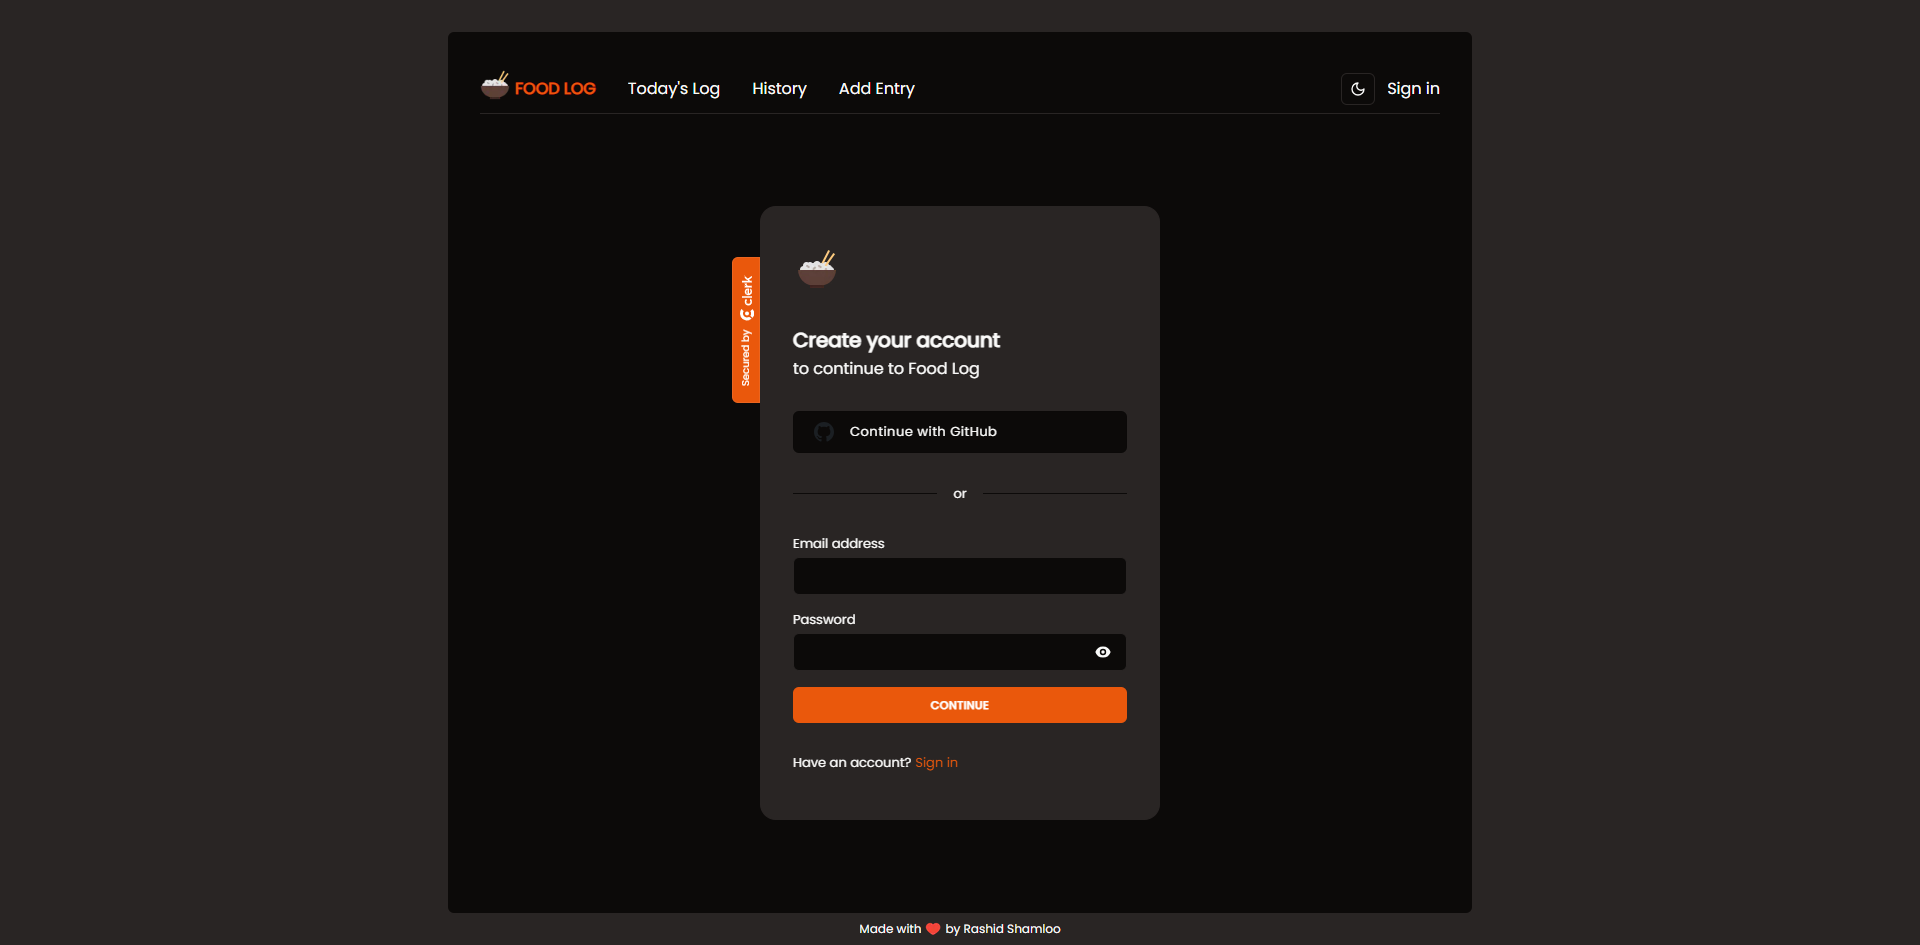 FOOD LOG Today's Log History Add Entry Sign in
Secured by clerk
Create your account
to continue to Food Log
Continue with GitHub
or
Email address
Password
CONTINUE
Have an account? Sign in
Made with ❤ by Rashid Shamloo